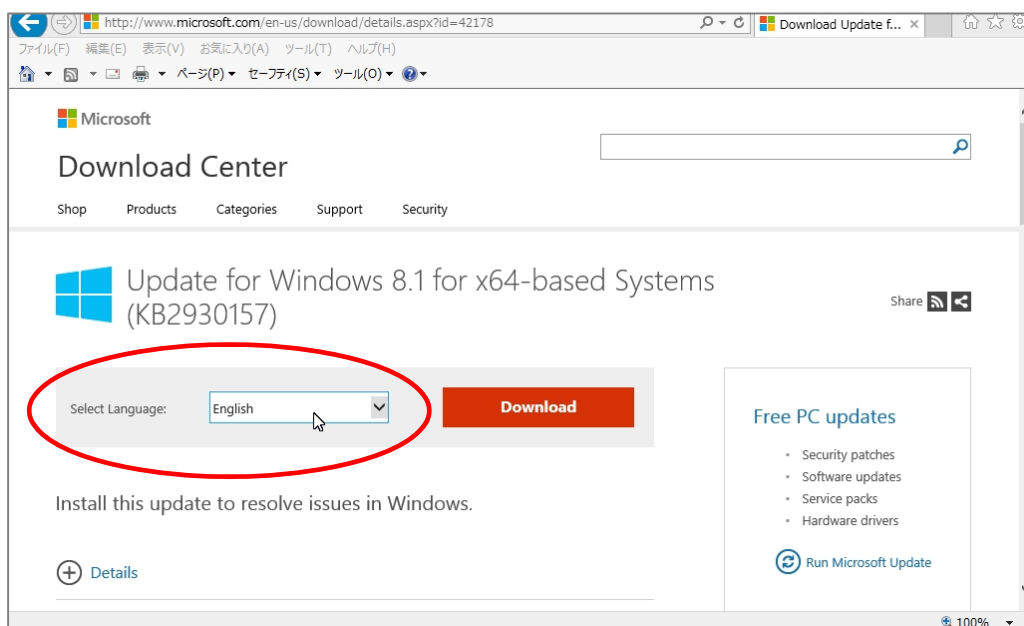 http://www.microsoft.com/en-us/download/details.aspx?id=42178
Download Update f...
ファイル(F) 編集(E) 表示(V) お気に入り(A) ツール(T) ヘルプ(H)
ページ(P) セーフティ(S) ツール(O)
Microsoft
Download Center
Shop Products Categories Support Security
Update for Windows 8.1 for x64-based Systems
(KB2930157)
Share
Select Language: English
Download
Install this update to resolve issues in Windows.
Details
Free PC updates
Security patches
Software updates
Service packs
Hardware drivers
Run Microsoft Update
100%